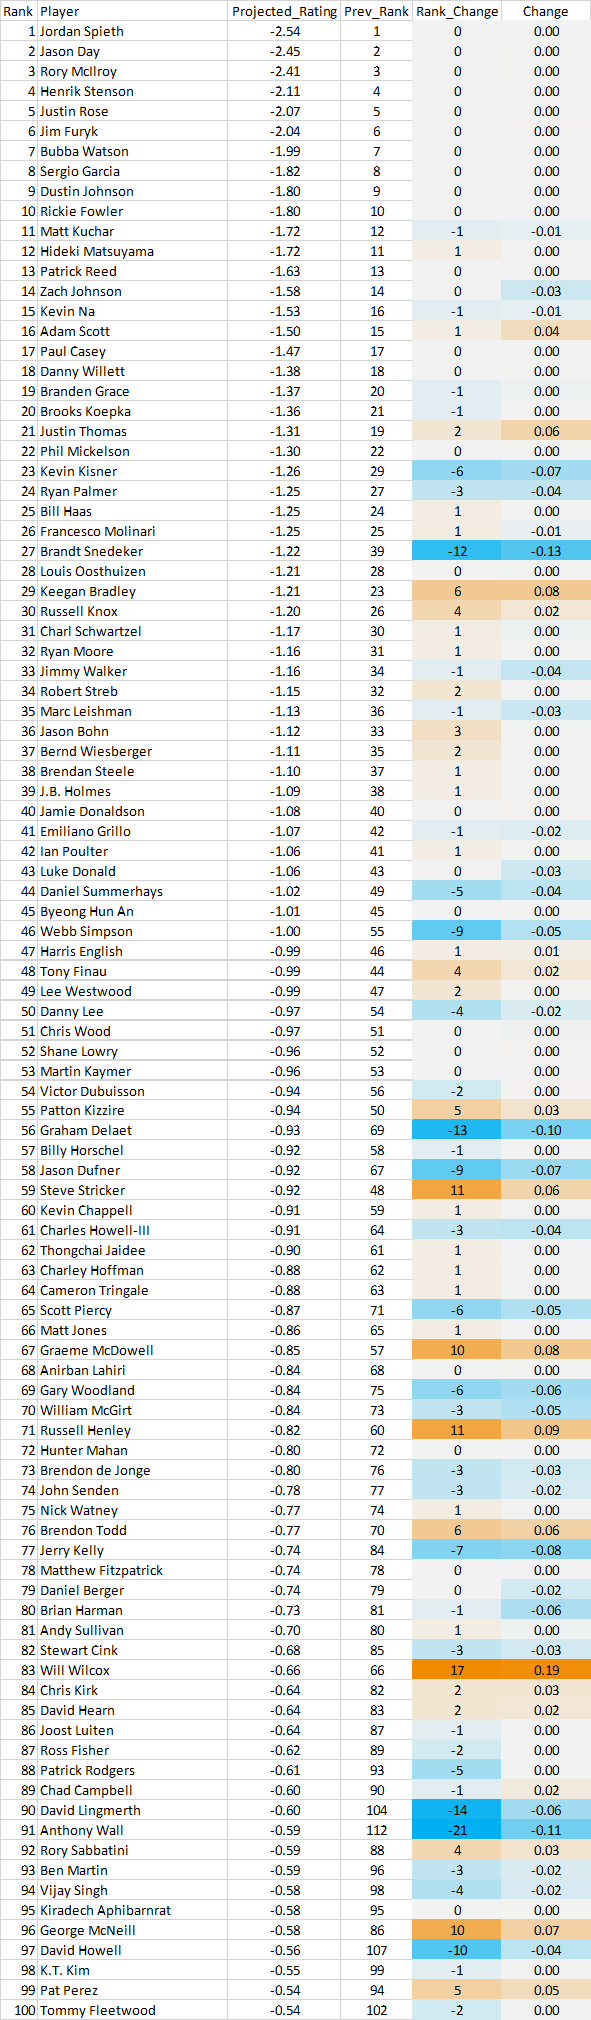 Rank Player Projected_Rating Prev_Rank Rank_Change Change
1 Jordan Spieth -2.54 1 0 0.00
2 Jason Day -2.45 2 0 0.00
3 Rory McIlroy -2.41 3 0 0.00
4 Henrik Stenson -2.11 4 0 0.00
5 Justin Rose -2.07 5 0 0.00
6 Jim Furyk -2.04 6 0 0.00
7 Bubba Watson -1.99 7 0 0.00
8 Sergio Garcia -1.82 8 0 0.00
9 Dustin Johnson -1.80 9 0 0.00
10 Rickie Fowler -1.80 10 0 0.00
11 Matt Kuchar -1.72 12 -1 -0.01
12 Hideki Matsuyama -1.72 11 1 0.00
13 Patrick Reed -1.63 13 0 0.00
14 Zach Johnson -1.58 14 0 -0.03
15 Kevin Na -1.53 16 -1 -0.01
16 Adam Scott -1.50 15 1 0.04
17 Paul Casey -1.47 17 0 0.00
18 Danny Willett -1.38 18 0 0.00
19 Branden Grace -1.37 20 -1 0.00
20 Brooks Koepka -1.36 21 -1 0.00
21 Justin Thomas -1.31 19 2 0.06
22 Phil Mickelson -1.30 22 0 0.00
23 Kevin Kisner -1.26 29 -6 -0.07
24 Ryan Palmer -1.25 27 -3 -0.04
25 Bill Haas -1.25 24 1 0.00
26 Francesco Molinari -1.25 25 1 -0.01
27 Brandt Snedeker -1.22 39 -12 -0.13
28 Louis Oosthuizen -1.21 28 0 0.00
29 Keegan Bradley -1.21 23 6 0.08
30 Russell Knox -1.20 26 4 0.02
31 Charl Schwartzel -1.17 30 1 0.00
32 Ryan Moore -1.16 31 1 0.00
33 Jimmy Walker -1.16 34 -1 -0.04
34 Robert Streb -1.15 32 2 0.00
35 Marc Leishman -1.13 36 -1 -0.03
36 Jason Bohn -1.12 33 3 0.00
37 Bernd Wiesberger -1.11 35 2 0.00
38 Brendan Steele -1.10 37 1 0.00
39 J.B. Holmes -1.09 38 1 0.00
40 Jamie Donaldson -1.08 40 0 0.00
41 Emiliano Grillo -1.07 42 -1 -0.02
42 Ian Poulter -1.06 41 1 0.00
43 Luke Donald -1.06 43 0 -0.03
44 Daniel Summerhays -1.02 49 -5 -0.04
45 Byeong Hun An -1.01 45 0 0.00
46 Webb Simpson -1.00 55 -9 -0.05
47 Harris English -0.99 46 1 0.01
48 Tony Finau -0.99 44 4 0.02
49 Lee Westwood -0.99 47 2 0.00
50 Danny Lee -0.97 54 -4 -0.02
51 Chris Wood -0.97 51 0 0.00
52 Shane Lowry -0.96 52 0 0.00
53 Martin Kaymer -0.96 53 0 0.00
54 Victor Dubuisson -0.94 56 -2 0.00
55 Patton Kizzire -0.94 50 5 0.03
56 Graham Delaet -0.93 69 -13 -0.10
57 Billy Horschel -0.92 58 -1 0.00
58 Jason Dufner -0.92 67 -9 -0.07
59 Steve Stricker -0.92 48 11 0.06
60 Kevin Chappell -0.91 59 1 0.00
61 Charles Howell-III -0.91 64 -3 -0.04
62 Thongchai Jaidee -0.90 61 1 0.00
63 Charley Hoffman -0.88 62 1 0.00
64 Cameron Tringale -0.88 63 1 0.00
65 Scott Piercy -0.87 71 -6 -0.05
66 Matt Jones -0.86 65 1 0.00
67 Graeme McDowell -0.85 57 10 0.08
68 Anirban Lahiri -0.84 68 0 0.00
69 Gary Woodland -0.84 75 -6 -0.06
70 William McGirt -0.84 73 -3 -0.05
71 Russell Henley -0.82 60 11 0.09
72 Hunter Mahan -0.80 72 0 0.00
73 Brendon de Jonge -0.80 76 -3 -0.03
74 John Senden -0.78 77 -3 -0.02
75 Nick Watney -0.77 74 1 0.00
76 Brendon Todd -0.77 70 6 0.06
77 Jerry Kelly -0.74 84 -7 -0.08
78 Matthew Fitzpatrick -0.74 78 0 0.00
79 Daniel Berger -0.74 79 0 -0.02
80 Brian Harman -0.73 81 -1 -0.06
81 Andy Sullivan -0.70 80 1 0.00
82 Stewart Cink -0.68 85 -3 -0.03
83 Will Wilcox -0.66 66 17 0.19
84 Chris Kirk -0.64 82 2 0.03
85 David Hearn -0.64 83 2 0.02
86 Joost Luiten -0.64 87 -1 0.00
87 Ross Fisher -0.62 89 -2 0.00
88 Patrick Rodgers -0.61 93 -5 0.00
89 Chad Campbell -0.60 90 -1 0.02
90 David Lingmerth -0.60 104 -14 -0.06
91 Anthony Wall -0.59 112 -21 -0.11
92 Rory Sabbatini -0.59 88 4 0.03
93 Ben Martin -0.59 96 -3 -0.02
94 Vijay Singh -0.58 98 -4 -0.02
95 Kiradech Aphibarnrat -0.58 95 0 0.00
96 George McNeill -0.58 86 10 0.07
97 David Howell -0.56 107 -10 -0.04
98 K.T. Kim -0.55 99 -1 0.00
99 Pat Perez -0.54 94 5 0.05
100 Tommy Fleetwood -0.54 102 -2 0.00